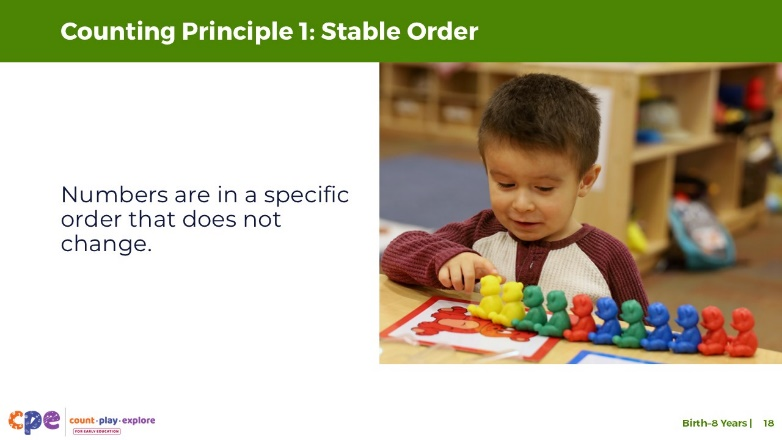 Counting Principle 1: Stable Order
Numbers are in a specific
order that does not
change.
cpe
count·play·explore
FOR EARLY EDUCATION
Birth–8 Years | 18